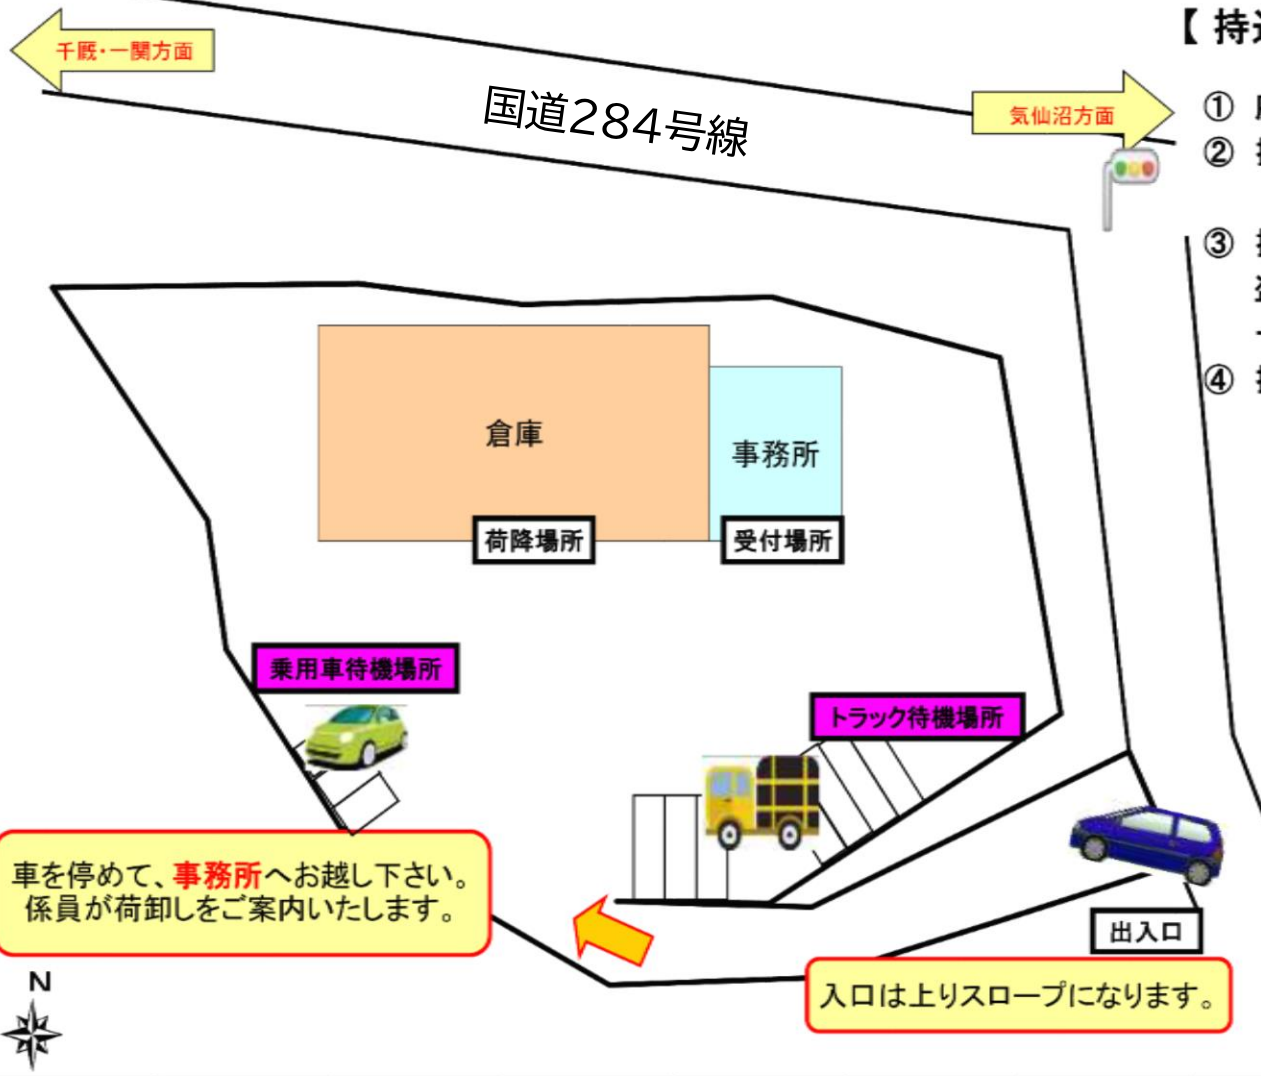 千厩・一関方面
【 持
国道284号線
気仙沼方面
①
②
③
④
倉庫
事務所
荷降場所
受付場所
乗用車待機場所
トラック待機場所
車を停めて、事務所へお越し下さい。
係員が荷卸しをご案内いたします。
出入口
入口は上りスロープになります。
N